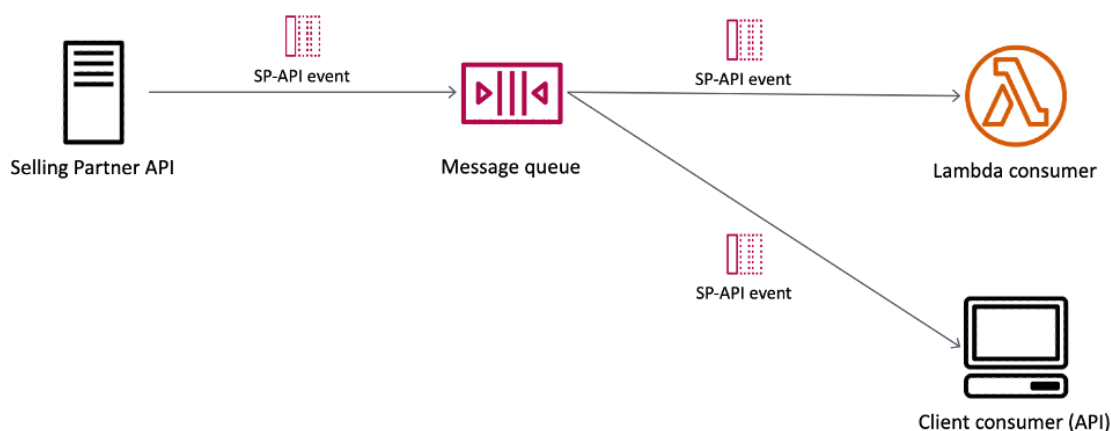 SP-API event
SP-API event
Selling Partner API
Message queue
Lambda consumer
SP-API event
Client consumer (API)